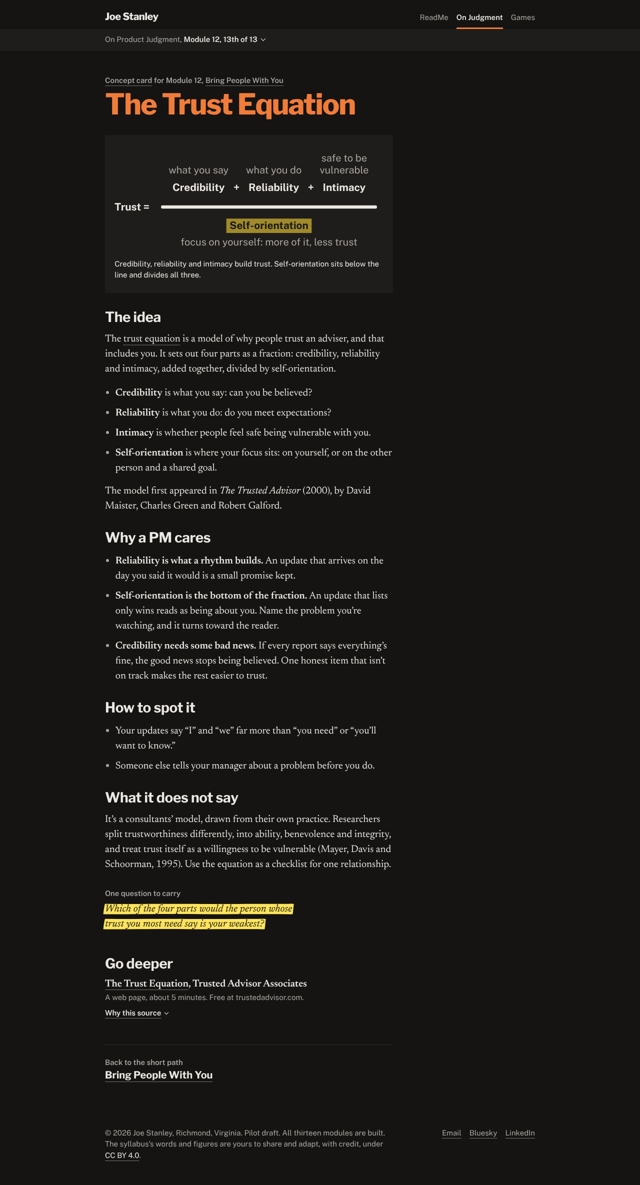 Joe Stanley
ReadMe
On Judgment
Games
On Product Judgment, Module 12, 13th of 13
Concept card for Module 12, Bring People With You
The Trust Equation
what you say
what you do
safe to be
vulnerable
Credibility + Reliability + Intimacy
Trust =
Self-orientation
focus on yourself: more of it, less trust
Credibility, reliability and intimacy build trust. Self-orientation sits below the
line and divides all three.
The idea
The trust equation is a model of why people trust an adviser, and that
includes you. It sets out four parts as a fraction: credibility, reliability
and intimacy, added together, divided by self-orientation.
• Credibility is what you say: can you be believed?
• Reliability is what you do: do you meet expectations?
• Intimacy is whether people feel safe being vulnerable with you.
• Self-orientation is where your focus sits: on yourself, or on the other
person and a shared goal.
The model first appeared in The Trusted Advisor (2000), by David
Maister, Charles Green and Robert Galford.
Why a PM cares
• Reliability is what a rhythm builds. An update that arrives on the
day you said it would is a small promise kept.
• Self-orientation is the bottom of the fraction. An update that lists
only wins reads as being about you. Name the problem you’re
watching, and it turns toward the reader.
• Credibility needs some bad news. If every report says everything’s
fine, the good news stops being believed. One honest item that isn’t
on track makes the rest easier to trust.
How to spot it
• Your updates say “I” and “we” far more than “you need” or “you’ll
want to know.”
• Someone else tells your manager about a problem before you do.
What it does not say
It’s a consultants’ model, drawn from their own practice. Researchers
split trustworthiness differently, into ability, benevolence and integrity,
and treat trust itself as a willingness to be vulnerable (Mayer, Davis and
Schoorman, 1995). Use the equation as a checklist for one relationship.
One question to carry
Which of the four parts would the person whose
trust you most need say is your weakest?
Go deeper
The Trust Equation, Trusted Advisor Associates
A web page, about 5 minutes. Free at trustedadvisor.com.
Why this source
Back to the short path
Bring People With You
© 2026 Joe Stanley, Richmond, Virginia. Pilot draft. All thirteen modules are built.
The syllabus’s words and figures are yours to share and adapt, with credit, under
CC BY 4.0.
Email
Bluesky
LinkedIn